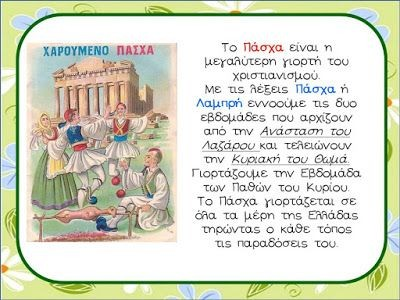 ΧΑΡΟΥΜΕΝΟ ΠΑΣΧΑ
Το Πάσχα είναι η
μεγαλύτερη γιορτή του
χριστιανισμού.
Με τις λέξεις Πάσχα ή
Λαμπρή εννοούμε τις δυο
εβδομάδες που αρχίζουν
από την Ανάσταση του
Λαζάρου και τελειώνουν
την Κυριακή του Θωμά.
Γιορτάζουμε την Εβδομάδα
των Παθών του Κυρίου.
Το Πάσχα γιορτάζεται σε
όλα τα μέρη της Ελλάδας
τηρώντας ο κάθε τόπος
τις παραδόσεις του.